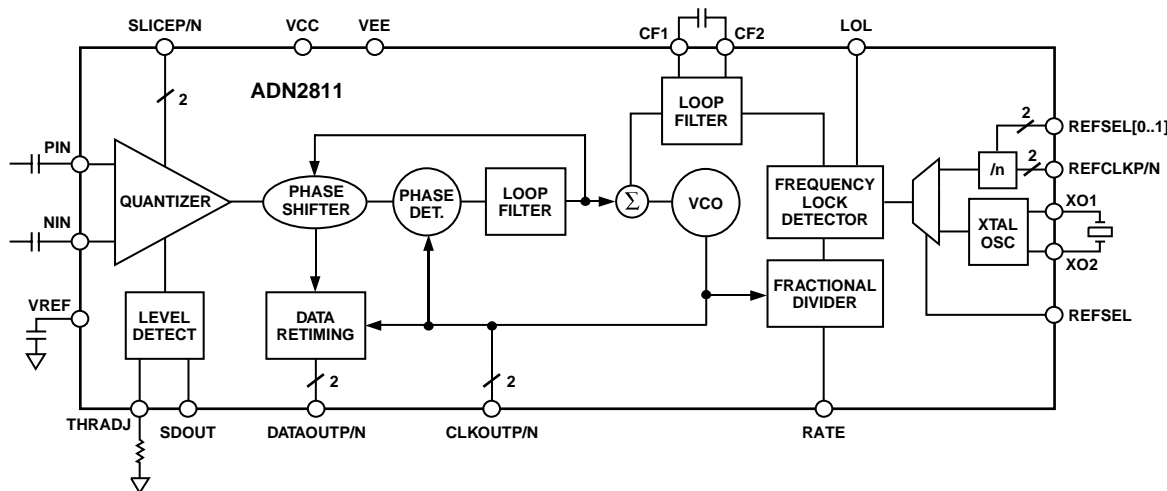 SLICEP/N
VCC
VEE
CF1
CF2
LOL
ADN2811
2
LOOP
FILTER
2
REFSEL[0..1]
PIN
QUANTIZER
PHASE
SHIFTER
PHASE
DET.
LOOP
FILTER
Σ
VCO
FREQUENCY
LOCK
DETECTOR
/n
2
REFCLKP/N
NIN
XTAL
OSC
XO1
XO2
VREF
LEVEL
DETECT
DATA
RETIMING
FRACTIONAL
DIVIDER
REFSEL
2
2
THRADJ
SDOUT
DATAOUTP/N
CLKOUTP/N
RATE